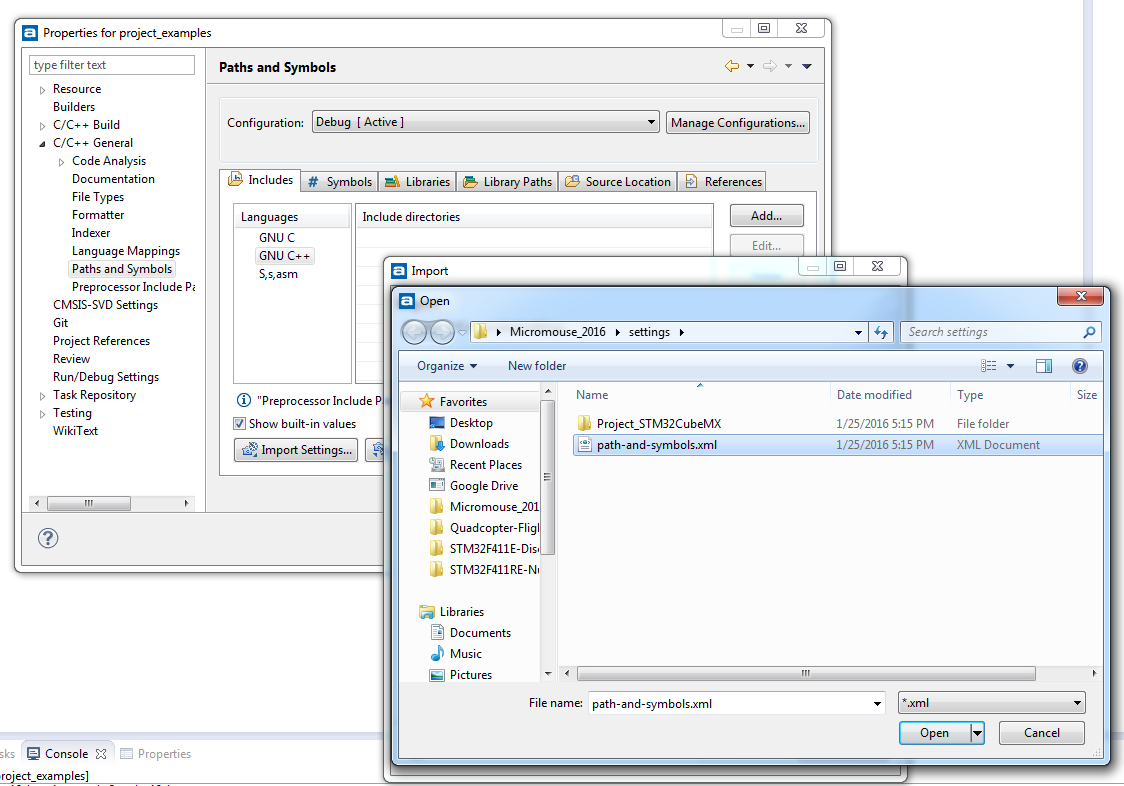 Properties for project_examples
type filter text
Resource
Builders
C/C++ Build
C/C++ General
Code Analysis
Documentation
File Types
Formatter
Indexer
Language Mappings
Paths and Symbols
Preprocessor Include Pa
CMSIS-SVD Settings
Git
Project References
Review
Run/Debug Settings
Task Repository
Testing
WikiText
Paths and Symbols
Configuration:
Debug [ Active ]
Manage Configurations...
Includes
# Symbols
Libraries
Library Paths
Source Location
References
Languages
GNU C
GNU C++
S,s,asm
Include directories
Add...
Edit...
"Preprocessor Include P
Show built-in values
Import Settings...
Import
Open
Micromouse_2016
settings
Search settings
Organize
New folder
Favorites
Desktop
Downloads
Recent Places
Google Drive
Micromouse_201
Quadcopter-Fligl
STM32F411E-Disc
STM32F411RE-Nu
Libraries
Documents
Music
Pictures
Name Date modified Type Size
Project_STM32CubeMX 1/25/2016 5:15 PM File folder
path-and-symbols.xml 1/25/2016 5:15 PM XML Document
File name: path-and-symbols.xml
*.xml
Open
Cancel
sks
Console
Properties
roject_examples]